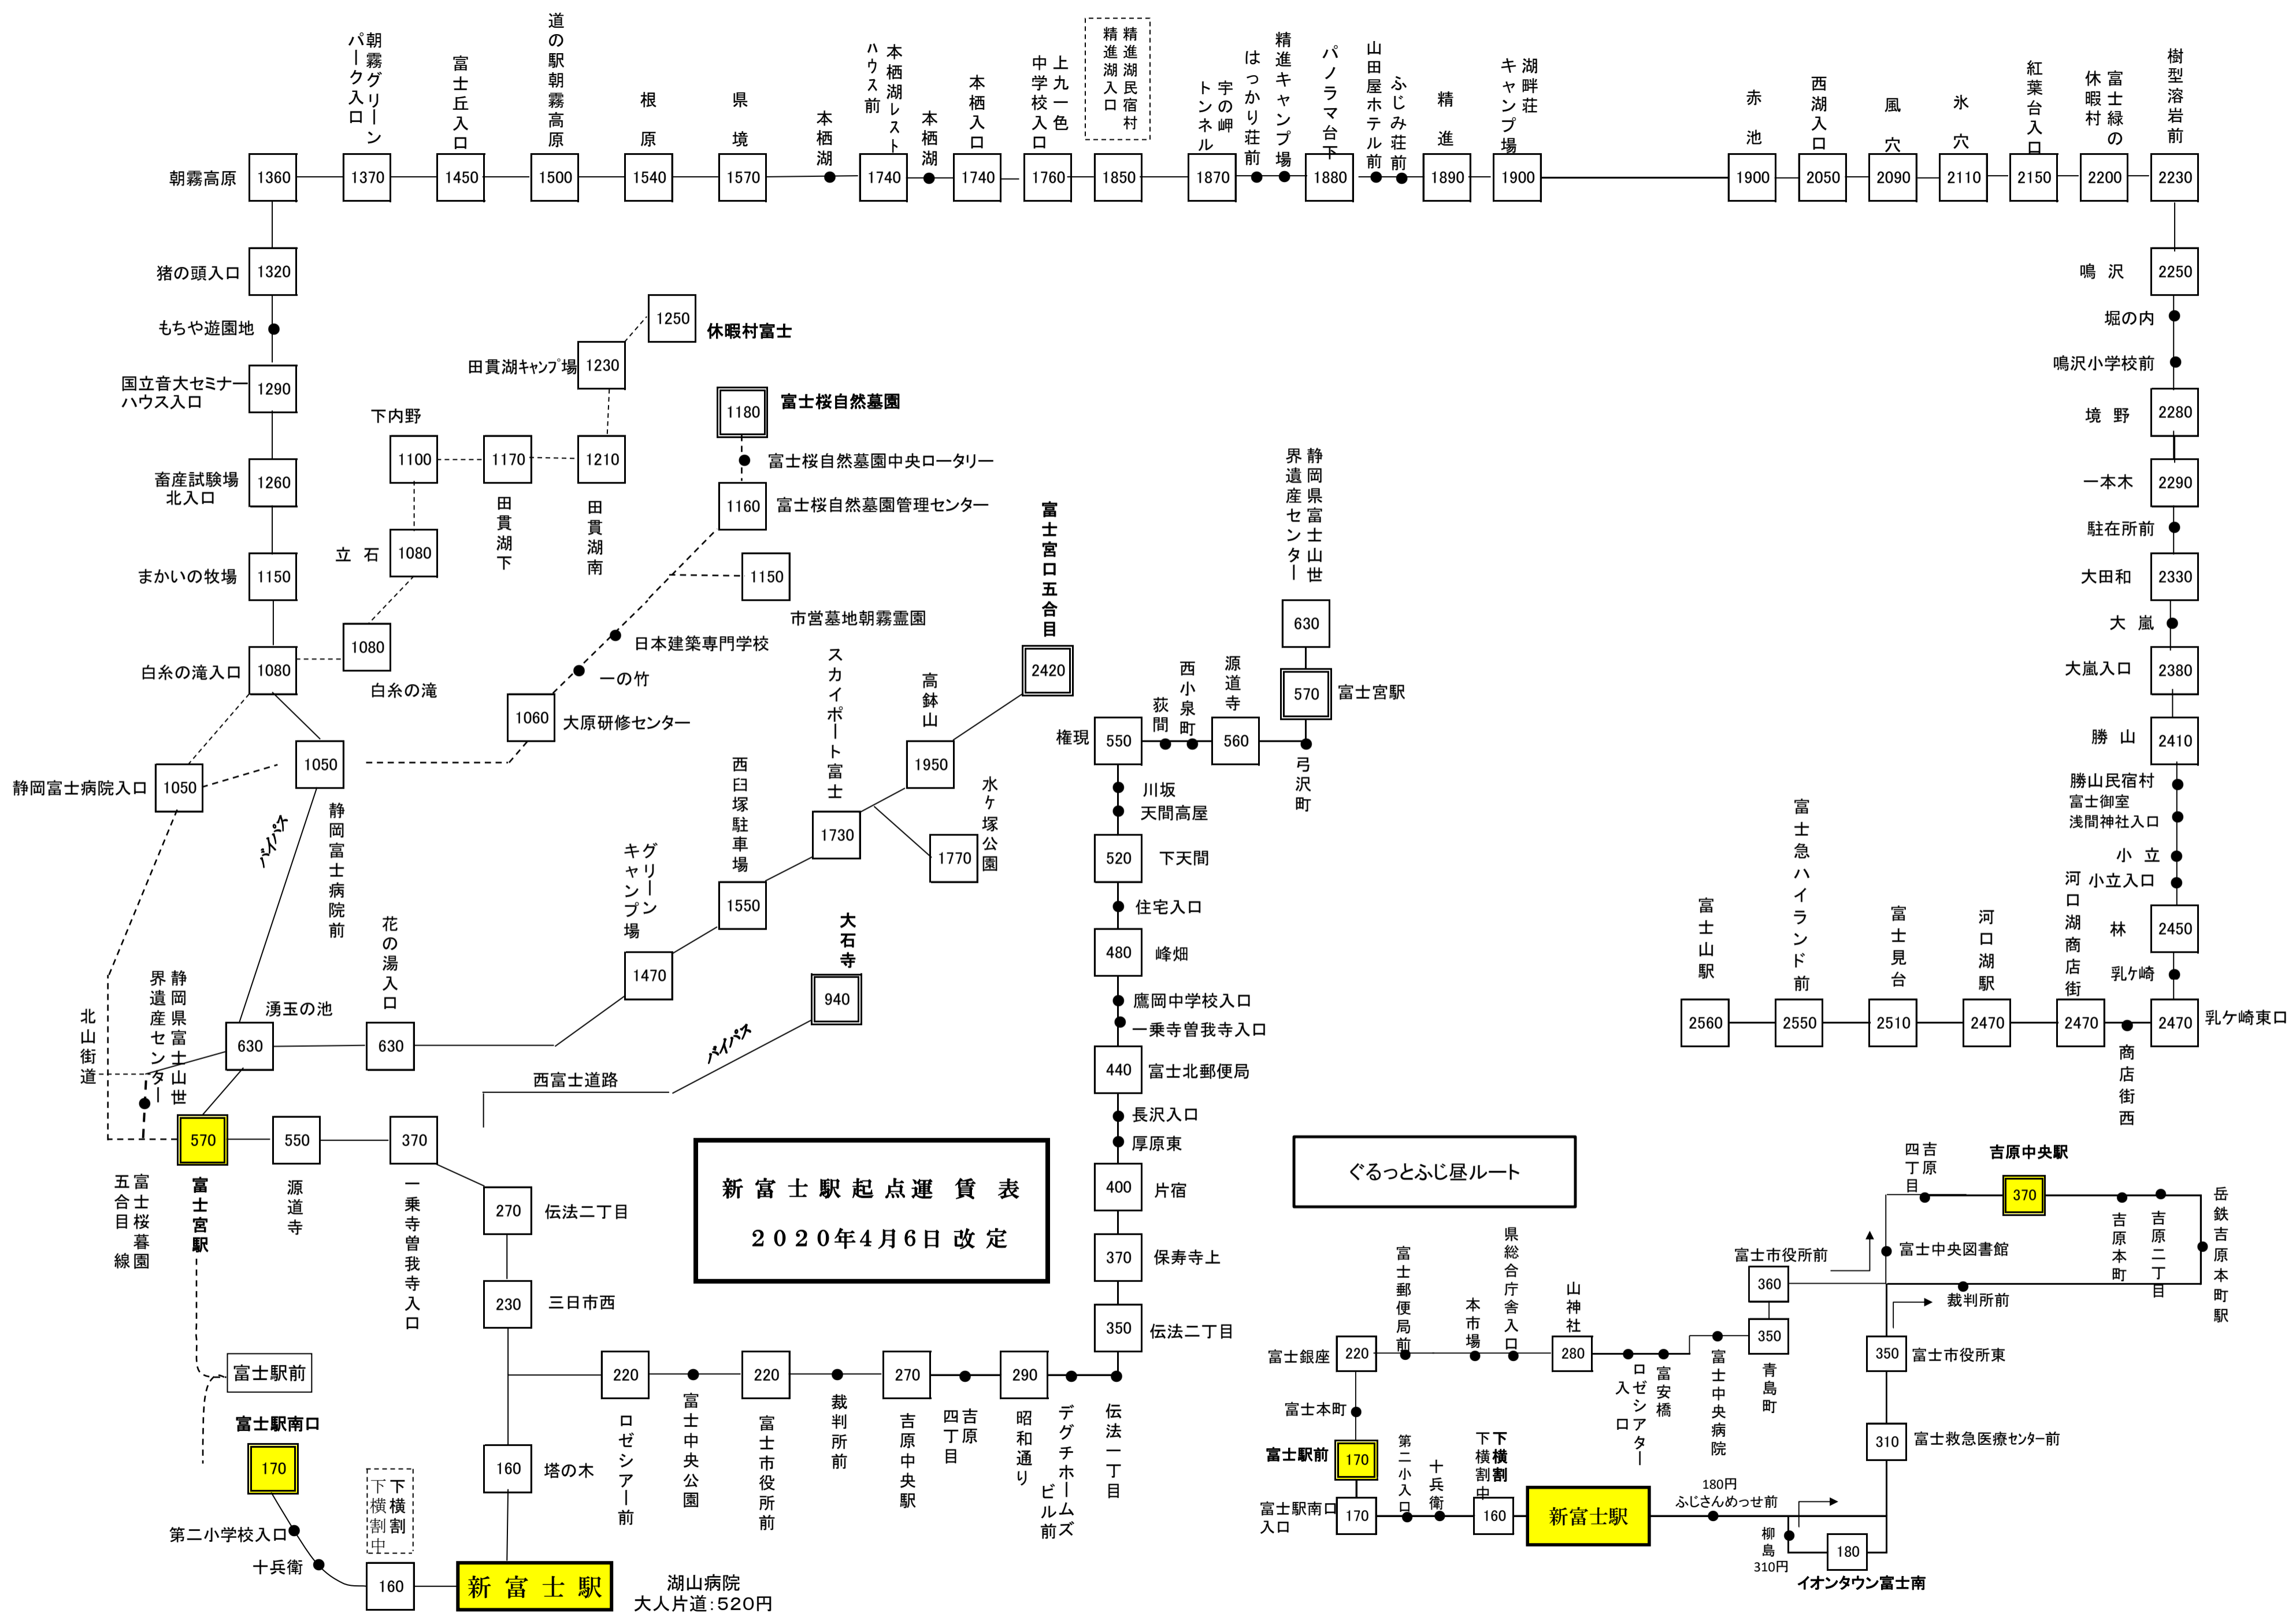 朝霧高原
1360
朝霧グリーン
パーク入口
1370
富士丘入口
1450
道の駅朝霧高原
1500
根原
1540
県境
1570
本栖湖
本栖湖レスト
ハウス前
1740
本栖湖
本栖入口
1740
上九一色
中学校入口
1760
精進湖民宿村
精進湖入口
1850
宇の岬
トンネル
1870
はっかり荘前
精進キャンプ場
パノラマ台下
1880
山田屋ホテル前
ふじみ荘前
精進
1890
湖畔荘
キャンプ場
1900
赤池
1900
西湖入口
2050
風穴
2090
氷穴
2110
紅葉台入口
2150
富士緑の
休暇村
2200
樹型溶岩前
2230
鳴沢
2250
堀の内
鳴沢小学校前
境野
2280
一本木
2290
駐在所前
大田和
2330
大嵐
大嵐入口
2380
勝山
2410
勝山民宿村
富士御室
浅間神社入口
小立
小立入口
林
2450
乳ケ崎
2470
乳ケ崎東口
商店街西
河口湖商店街
2470
河口湖駅
2470
富士見台
2510
富士急ハイランド前
2550
富士山駅
2560
猪の頭入口
1320
もちや遊園地
国立音大セミナー
ハウス入口
1290
畜産試験場
北入口
1260
まかいの牧場
1150
白糸の滝入口
1080
1080
白糸の滝
立石
1080
下内野
1100
1170
田貫湖下
1210
田貫湖南
田貫湖キャンプ場
1230
1250
休暇村富士
1180
富士桜自然墓園
富士桜自然墓園中央ロータリー
1160
富士桜自然墓園管理センター
1150
市営墓地朝霧霊園
日本建築専門学校
一の竹
1060
大原研修センター
静岡富士病院入口
1050
1050
静岡富士病院前
バイパス
北山街道
静岡県富士山世
界遺産センター
湧玉の池
630
花の湯入口
630
グリーン
キャンプ場
1470
西臼塚駐車場
1550
スカイポート富士
1730
高鉢山
1950
水ケ塚公園
1770
富士宮口五合目
2420
大石寺
940
バイパス
西富士道路
富士桜暮園
五合目 線
570
富士宮駅
550
源道寺
370
一乗寺曽我寺入口
270
伝法二丁目
230
三日市西
160
塔の木
富士駅前
富士駅南口
170
第二小学校入口
十兵衛
下横割
下横割中
160
新富士駅
湖山病院
大人片道:520円
220
ロゼシアー前
富士中央公園
220
富士市役所前
裁判所前
270
吉原中央駅
吉原
四丁目
290
昭和通り
デグチホームズ
ビル前
伝法一丁目
350
伝法二丁目
370
保寿寺上
400
片宿
厚原東
長沢入口
440
富士北郵便局
一乗寺曽我寺入口
鷹岡中学校入口
480
峰畑
住宅入口
520
下天間
天間高屋
川坂
権現
550
荻間
西小泉町
源道寺
560
弓沢町
570
富士宮駅
630
静岡県富士山世
界遺産センター
新富士駅起点運賃表
2020年4月6日改定
ぐるっとふじ昼ルート
富士銀座
220
富士郵便局前
本市場
県総合庁舎入口
山神社
280
ロゼシアター
入口
富安橋
富士中央病院
350
青島町
富士市役所前
360
富士中央図書館
吉原
四丁目
吉原中央駅
370
吉原本町
吉原二丁目
岳鉄吉原本町駅
裁判所前
350
富士市役所東
310
富士救急医療センター前
富士本町
富士駅前
170
富士駅南口
入口
170
第二小入口
十兵衛
下横割
下横割中
160
新富士駅
180円
ふじさんめっせ前
柳島
310円
180
イオンタウン富士南